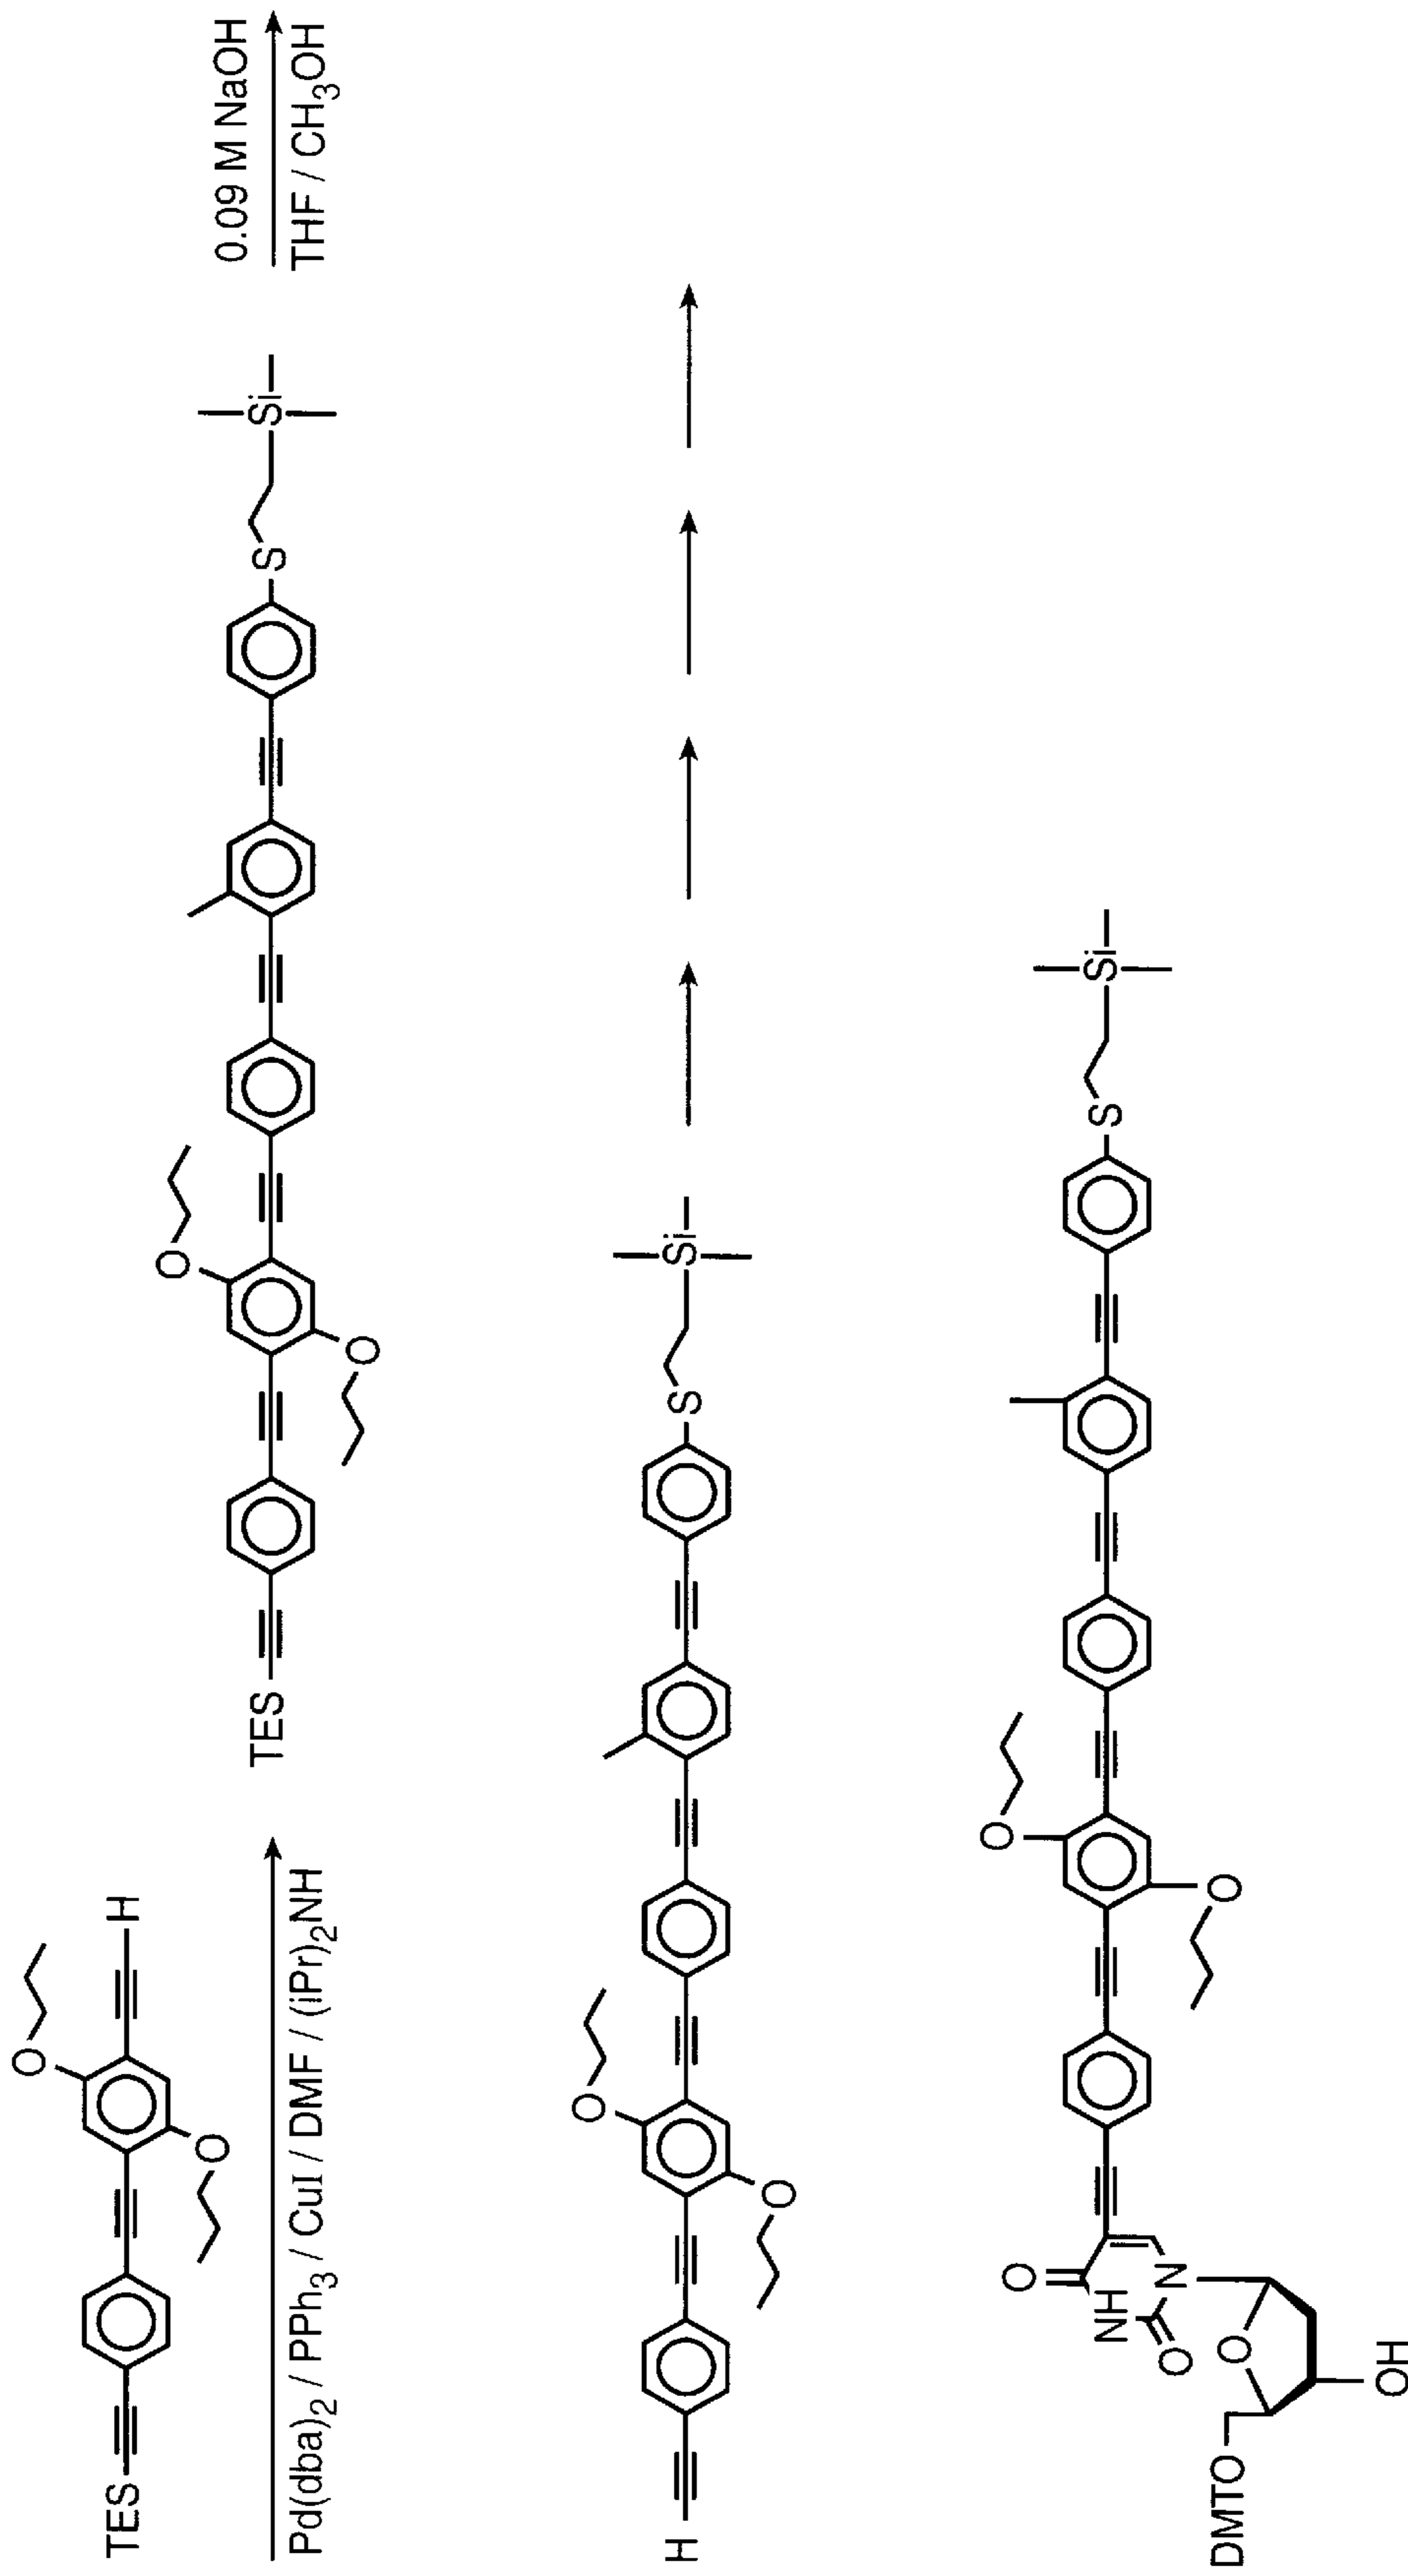 O
TES
H
O
Pd(dba)2 / PPh3 / CuI / DMF / (iPr)2NH
O
TES
S
Si
O
0.09 M NaOH
THF / CH3OH
O
H
S
Si
O
O
S
Si
O
O
NH
N
O
O
DMTO
OH